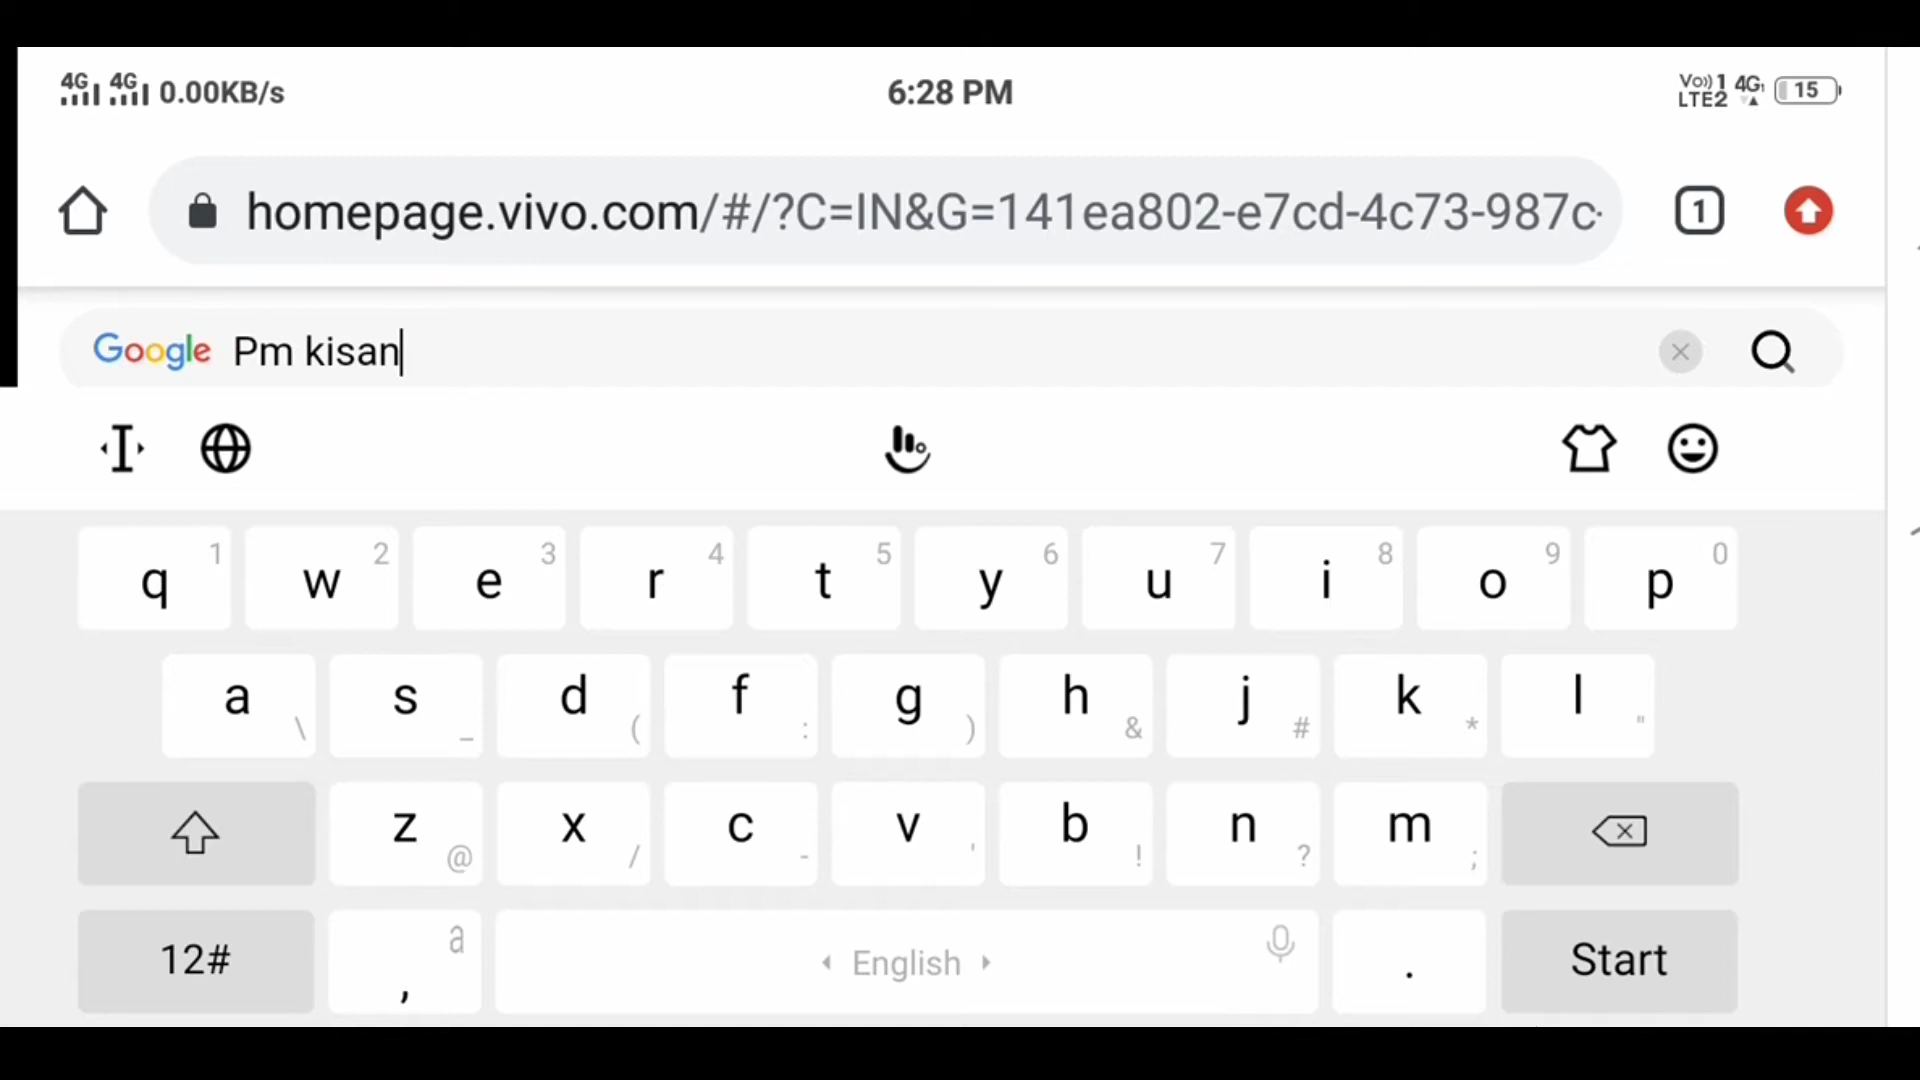 4G 4G 0.00KB/s 6:28 PM Vo)) 1 LTE2 4G 15
homepage.vivo.com/#/?C=IN&G=141ea802-e7cd-4c73-987c- 1
Google Pm kisan
q 1 w 2 e 3 r 4 t 5 y 6 u 7 i 8 o 9 p 0
a \ s _ d ( f : g ) h & j # k * l "
z @ x / c - v ' b ! n ? m ;
12# , English . Start